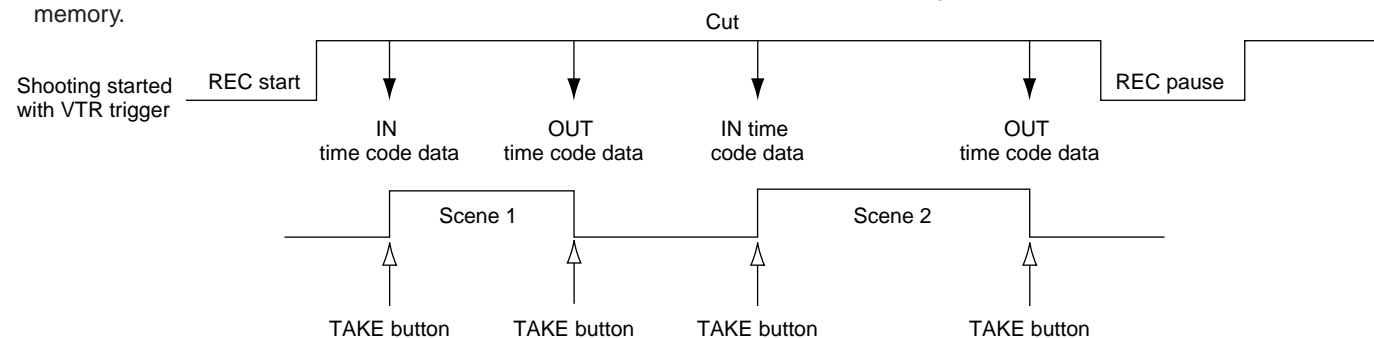 memory.
Cut
Shooting started
with VTR trigger
REC start
REC pause
IN
time code data
OUT
time code data
IN time
code data
OUT
time code data
Scene 1
Scene 2
TAKE button
TAKE button
TAKE button
TAKE button